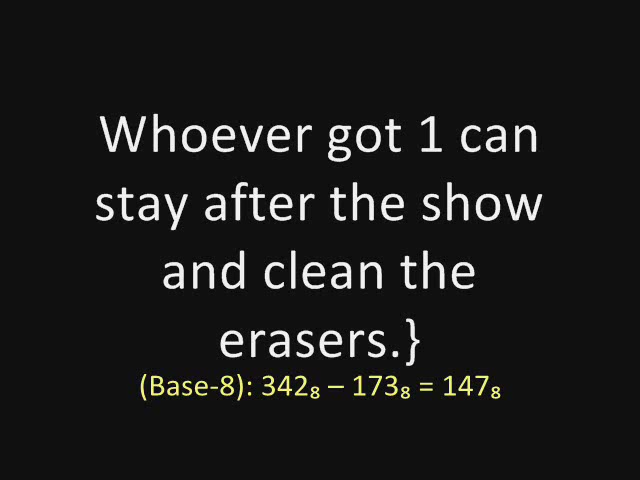 Whoever got 1 can
stay after the show
and clean the
erasers.}
(Base-8): 342₈ – 173₈ = 147₈